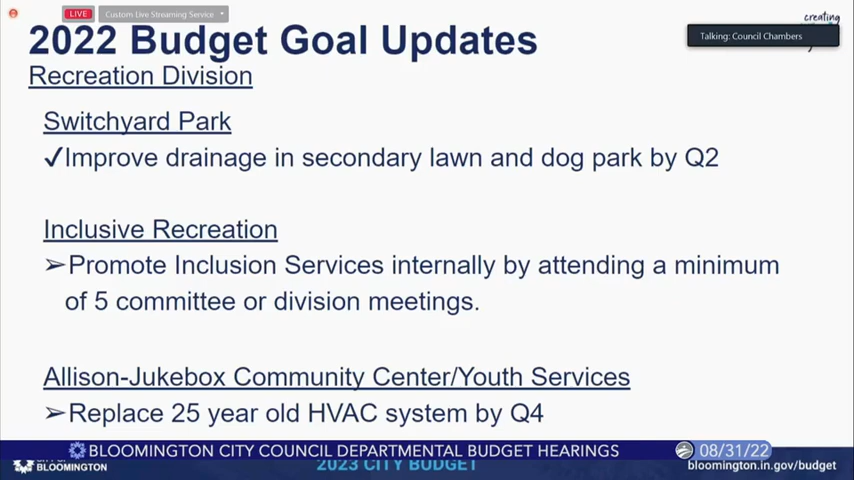 LIVE
Custom Live Streaming Service
creating
2022 Budget Goal Updates
Talking: Council Chambers
Recreation Division
Switchyard Park
✓Improve drainage in secondary lawn and dog park by Q2
Inclusive Recreation
➢Promote Inclusion Services internally by attending a minimum
of 5 committee or division meetings.
Allison-Jukebox Community Center/Youth Services
➢Replace 25 year old HVAC system by Q4
BLOOMINGTON CITY COUNCIL DEPARTMENTAL BUDGET HEARINGS
08/31/22
BLOOMINGTON
2023 CITY BUDGET
bloomington.in.gov/budget